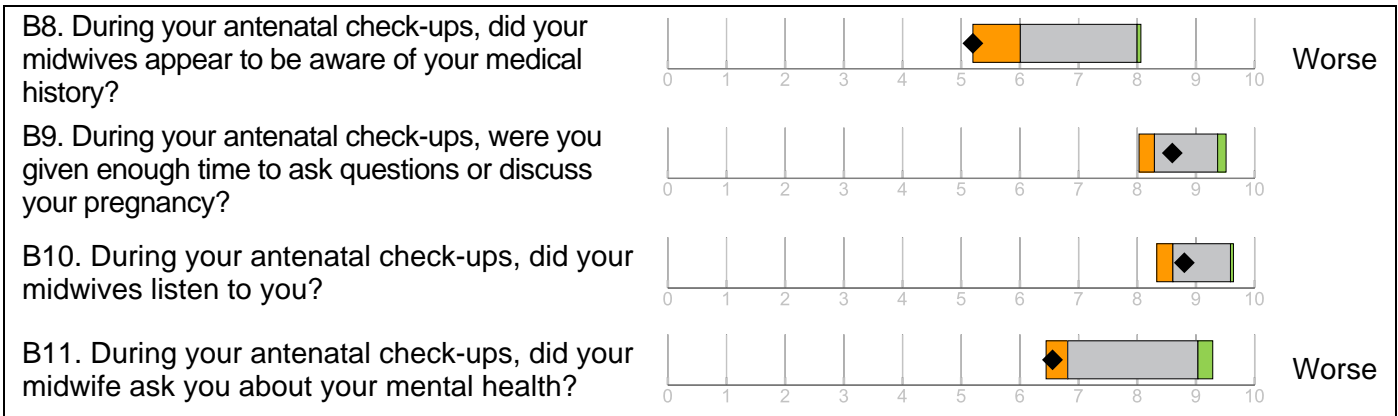 B8. During your antenatal check-ups, did your
midwives appear to be aware of your medical
history?
0 1 2 3 4 5 6 7 8 9 10
Worse
B9. During your antenatal check-ups, were you
given enough time to ask questions or discuss
your pregnancy?
0 1 2 3 4 5 6 7 8 9 10
B10. During your antenatal check-ups, did your
midwives listen to you?
0 1 2 3 4 5 6 7 8 9 10
B11. During your antenatal check-ups, did your
midwife ask you about your mental health?
0 1 2 3 4 5 6 7 8 9 10
Worse